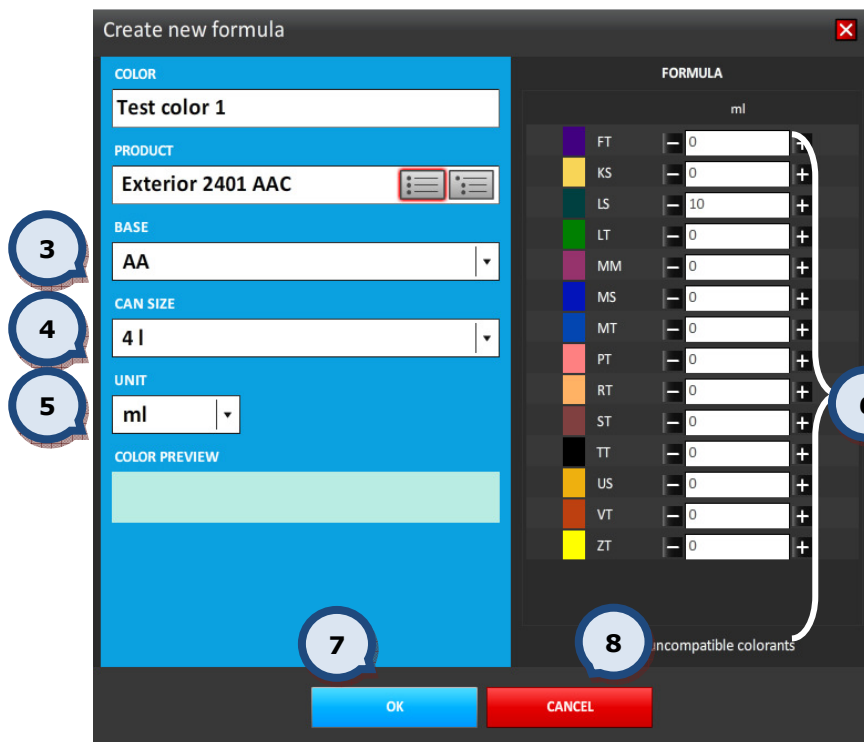 Create new formula
COLOR
Test color 1
PRODUCT
Exterior 2401 AAC
BASE
3
AA
CAN SIZE
4
4 l
UNIT
5
ml
COLOR PREVIEW
FORMULA
ml
FT 0
KS 0
LS 10
LT 0
MM 0
MS 0
MT 0
PT 0
RT 0
ST 0
TT 0
US 0
VT 0
ZT 0
7
8
uncompatible colorants
OK
CANCEL